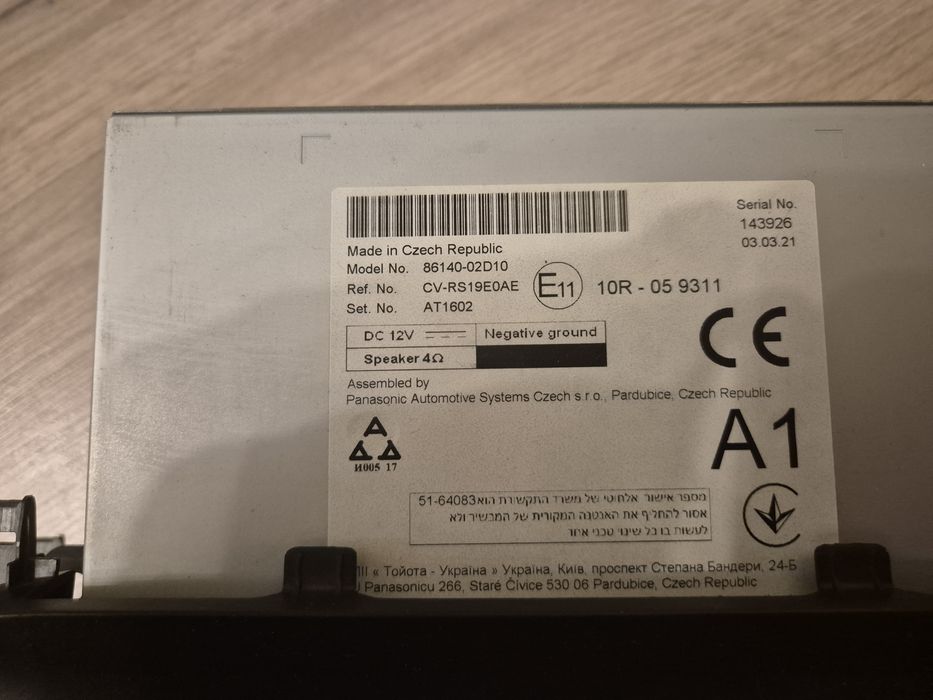 Serial No.
143926
03.03.21
Made in Czech Republic
Model No. 86140-02D10
Ref. No. CV-RS19E0AE
Set. No. AT1602
E11 10R - 05 9311
DC 12V Negative ground
Speaker 4Ω
CE
Assembled by
Panasonic Automotive Systems Czech s.r.o., Pardubice, Czech Republic
A
A A
И005 17
A1
מספר אישור אלחוטי של משרד התקשורת הוא 51-64083
אסור להחליף את האנטנה המקורית של המכשיר ולא
לעשות בו כל שינוי טכני אחר
ІІ « Тойота - Україна » Україна, Київ, проспект Степана Бандери, 24-Б
Panasonicu 266, Staré Čívice 530 06 Pardubice, Czech Republic